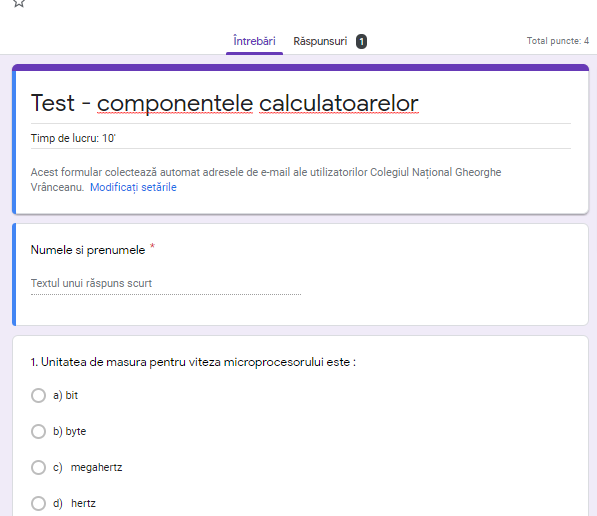 Întrebări Răspunsuri 1 Total puncte: 4
Test - componentele calculatoarelor
Timp de lucru: 10'
Acest formular colectează automat adresele de e-mail ale utilizatorilor Colegiul Național Gheorghe
Vrânceanu. Modificați setările
Numele si prenumele *
Textul unui răspuns scurt
1. Unitatea de masura pentru viteza microprocesorului este :
a) bit
b) byte
c) megahertz
d) hertz